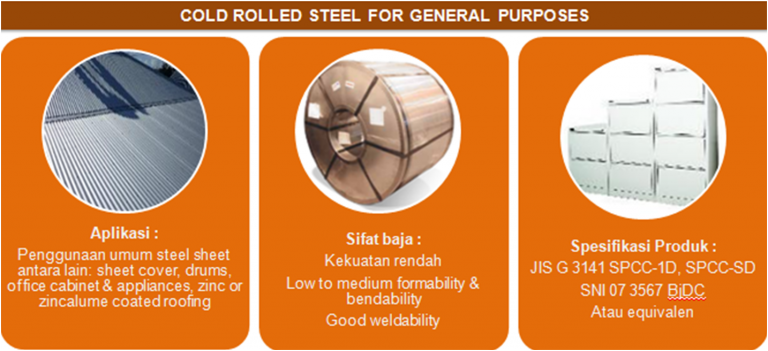 COLD ROLLED STEEL FOR GENERAL PURPOSES
Aplikasi :
Penggunaan umum steel sheet
antara lain: sheet cover, drums,
office cabinet & appliances, zinc or
zincalume coated roofing
Sifat baja :
Kekuatan rendah
Low to medium formability &
bendability
Good weldability
Spesifikasi Produk :
JIS G 3141 SPCC-1D, SPCC-SD
SNI 07 3567 BjDC
Atau equivalen